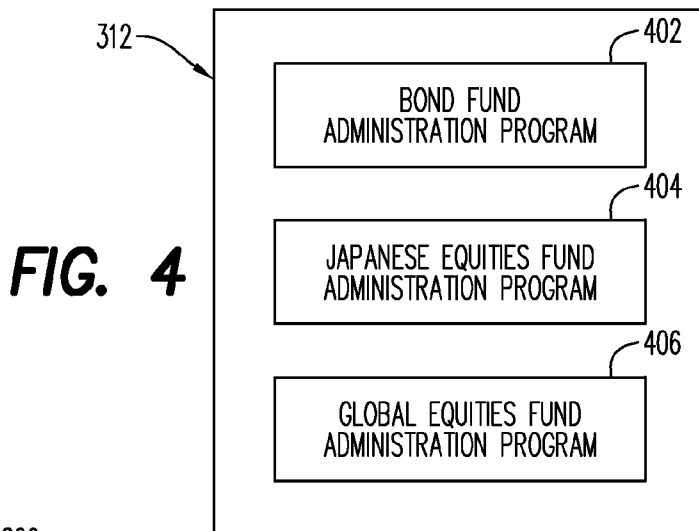 312
402
BOND FUND
ADMINISTRATION PROGRAM
404
JAPANESE EQUITIES FUND
ADMINISTRATION PROGRAM
FIG. 4
406
GLOBAL EQUITIES FUND
ADMINISTRATION PROGRAM